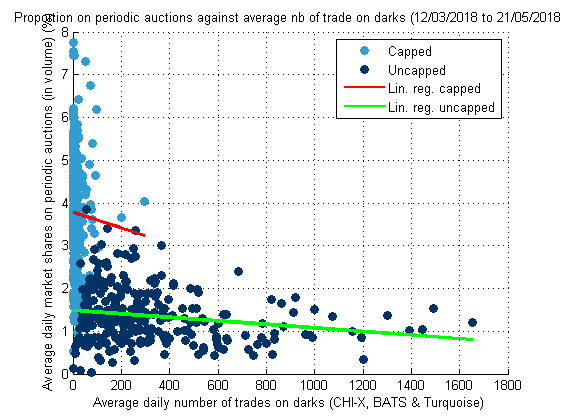 Proportion on periodic auctions against average nb of trade on darks (12/03/2018 to 21/05/2018
Average daily market shares on periodic auctions (in volume) (%)
8
7
6
5
4
3
2
1
0
Capped
Uncapped
Lin. reg. capped
Lin. reg. uncapped
0 200 400 600 800 1000 1200 1400 1600 1800
Average daily number of trades on darks (CHI-X, BATS & Turquoise)